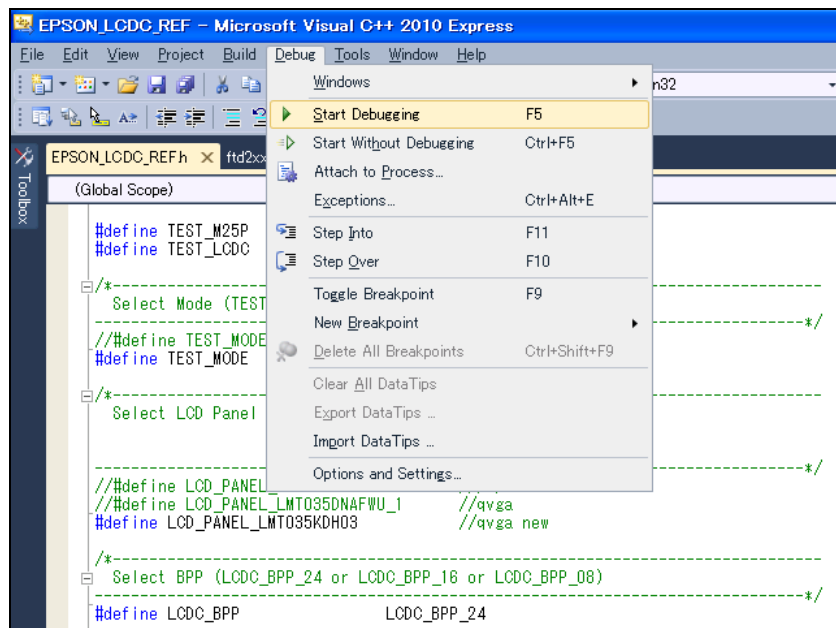 EPSON_LCDC_REF – Microsoft Visual C++ 2010 Express
File Edit View Project Build Debug Tools Window Help
Windows
Start Debugging F5
Start Without Debugging Ctrl+F5
Attach to Process...
Exceptions... Ctrl+Alt+E
Step Into F11
Step Over F10
Toggle Breakpoint F9
New Breakpoint
Delete All Breakpoints Ctrl+Shift+F9
Clear All DataTips
Export DataTips ...
Import DataTips ...
Options and Settings...
n32
Toolbox
EPSON_LCDC_REF.h ftd2xx
(Global Scope)
#define TEST_M25P
#define TEST_LCDC
/*----------------------------------------------------------------
Select Mode (TEST
----------------------------------------------------------------*/
//#define TEST_MODE
#define TEST_MODE
/*----------------------------------------------------------------
Select LCD Panel
----------------------------------------------------------------*/
//#define LCD_PANEL_
//#define LCD_PANEL_LMT035DNAFWU_1 //qvga
#define LCD_PANEL_LMT035KDH03 //qvga new
/*----------------------------------------------------------------
Select BPP (LCDC_BPP_24 or LCDC_BPP_16 or LCDC_BPP_08)
----------------------------------------------------------------*/
#define LCDC_BPP LCDC_BPP_24